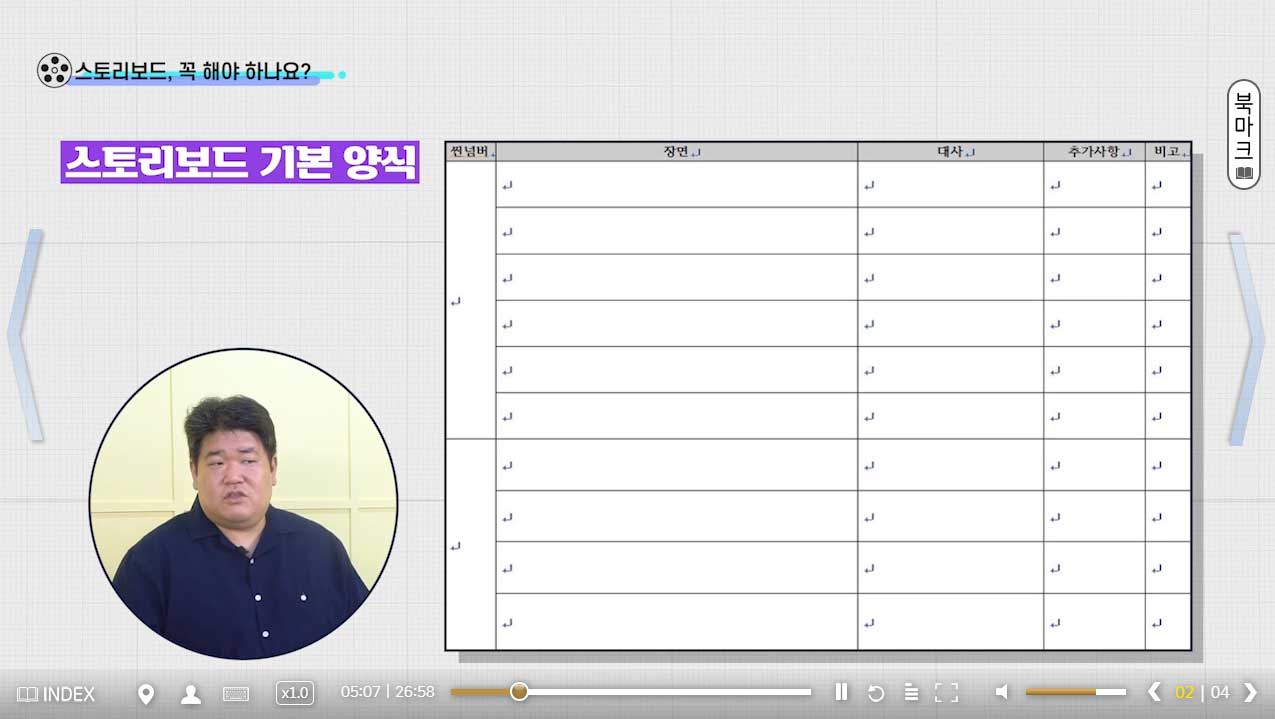 스토리보드, 꼭 해야 하나요?
북마크
스토리보드 기본 양식
씬넘버 장면 대사 추가사항 비고
INDEX x1.0 05:07 | 26:58 02 | 04